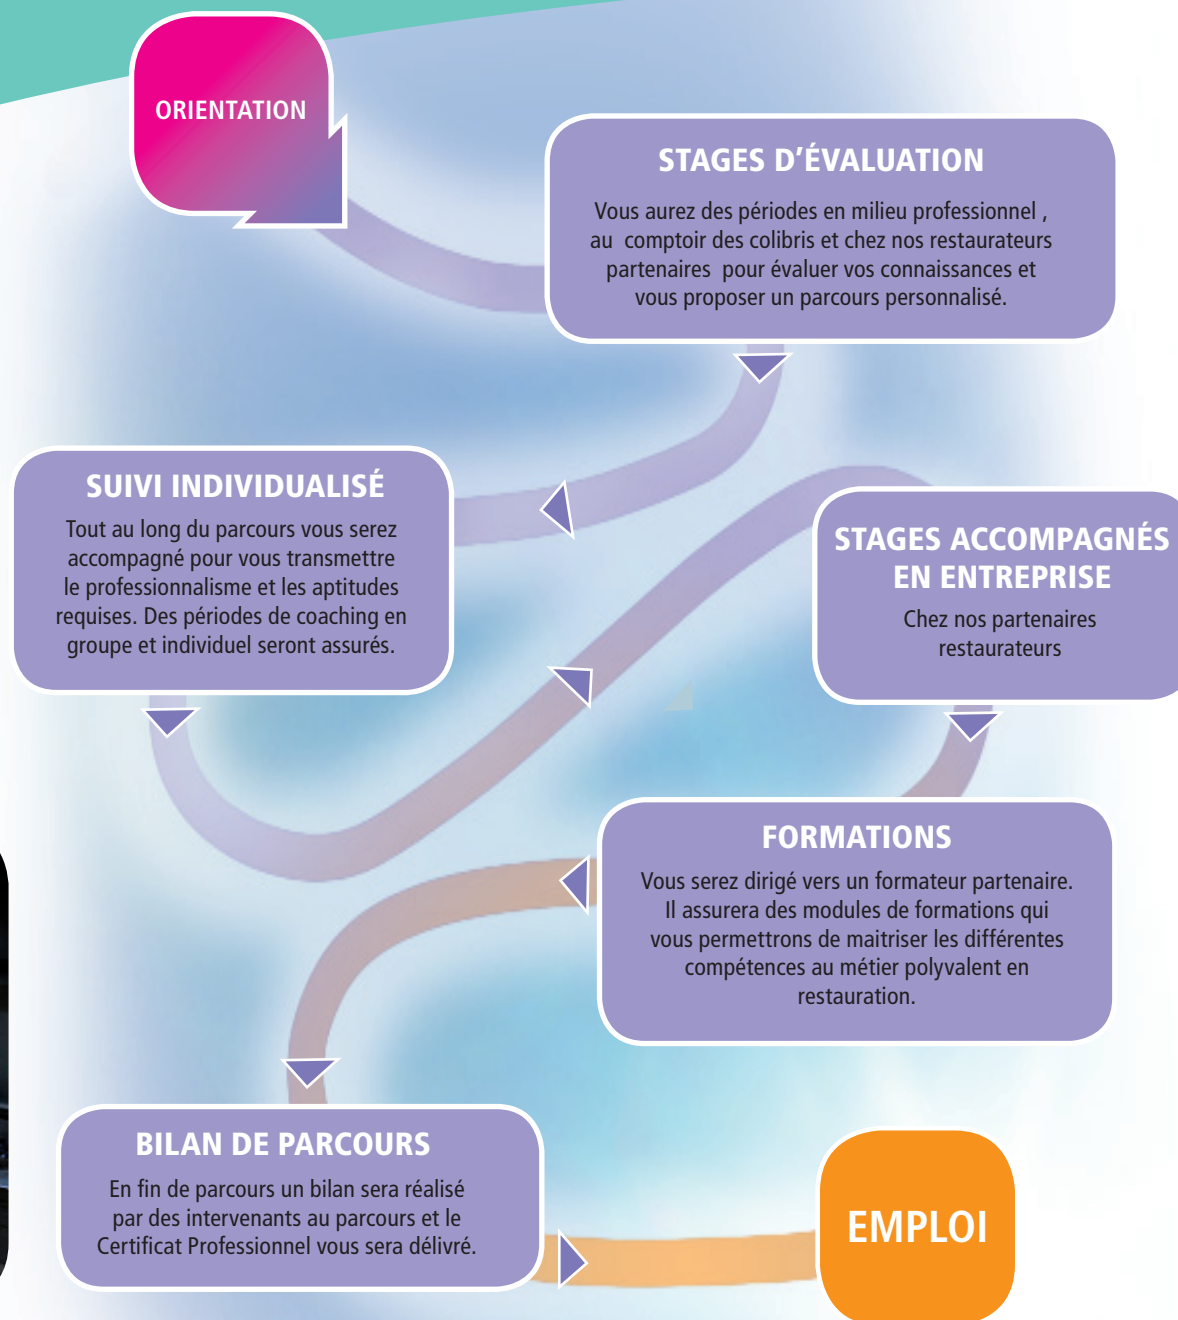 ORIENTATION
STAGES D’ÉVALUATION
Vous aurez des périodes en milieu professionnel ,
au comptoir des colibris et chez nos restaurateurs
partenaires pour évaluer vos connaissances et
vous proposer un parcours personnalisé.
SUIVI INDIVIDUALISÉ
Tout au long du parcours vous serez
accompagné pour vous transmettre
le professionnalisme et les aptitudes
requises. Des périodes de coaching en
groupe et individuel seront assurés.
STAGES ACCOMPAGNÉS
EN ENTREPRISE
Chez nos partenaires
restaurateurs
FORMATIONS
Vous serez dirigé vers un formateur partenaire.
Il assurera des modules de formations qui
vous permettrons de maitriser les différentes
compétences au métier polyvalent en
restauration.
BILAN DE PARCOURS
En fin de parcours un bilan sera réalisé
par des intervenants au parcours et le
Certificat Professionnel vous sera délivré.
EMPLOI